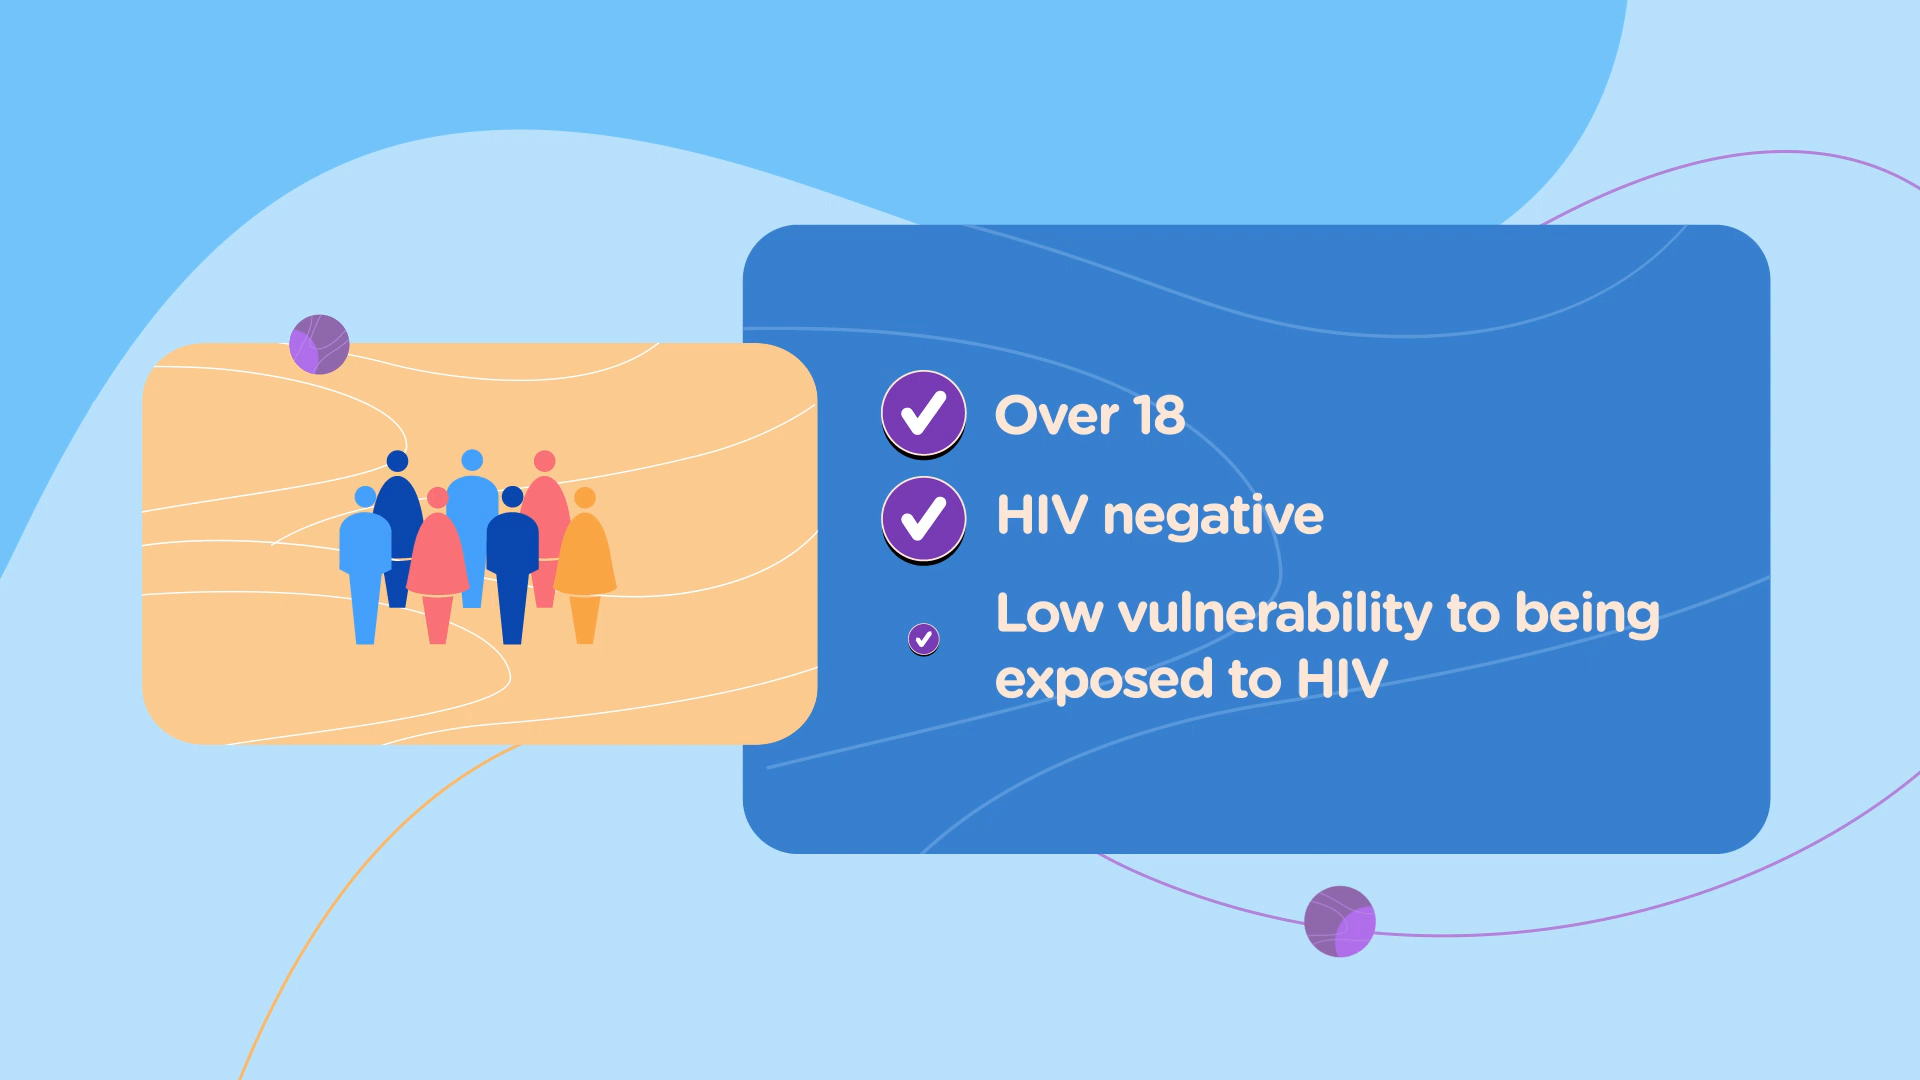 Over 18
HIV negative
Low vulnerability to being
exposed to HIV